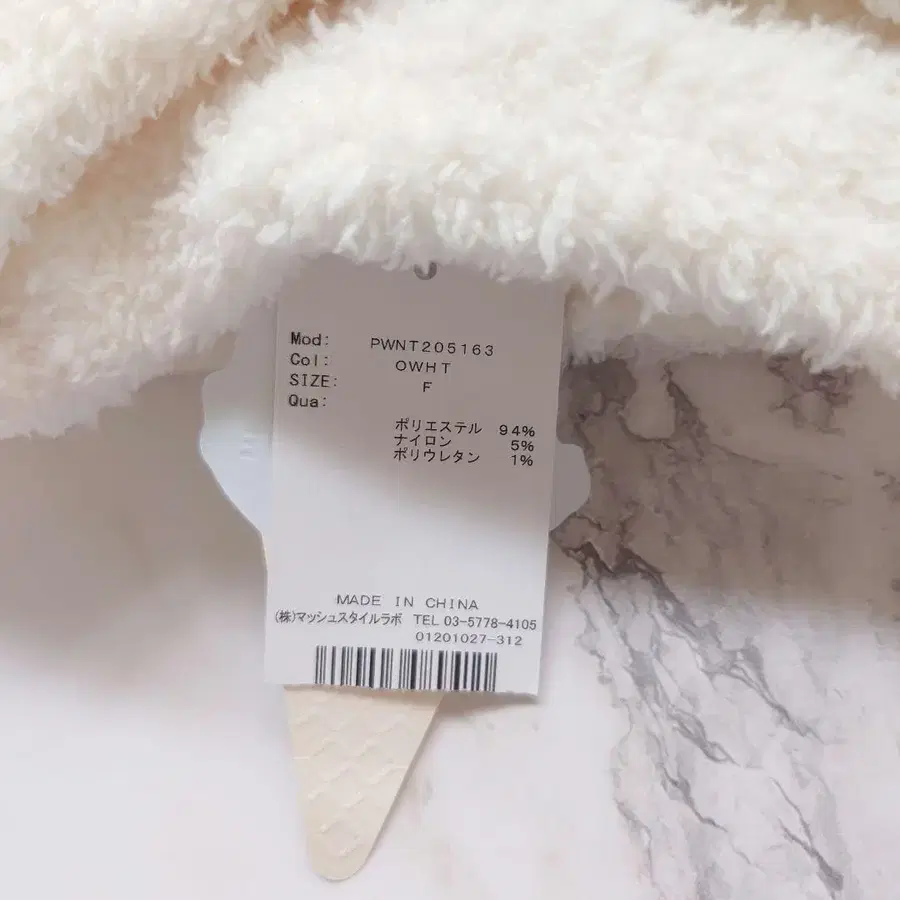 Mod: PWNT205163
Col: OWHT
SIZE: F
Qua:
ポリエステル 94%
ナイロン 5%
ポリウレタン 1%
MADE IN CHINA
(株)マッシュスタイルラボ TEL 03-5778-4105
01201027-312